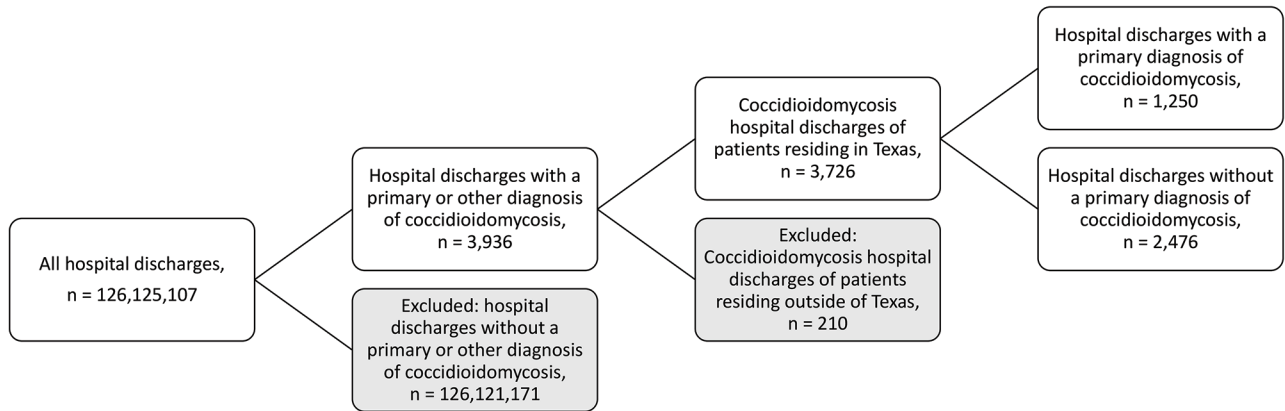 All hospital discharges,
n = 126,125,107
Hospital discharges with a
primary or other diagnosis
of coccidioidomycosis,
n = 3,936
Excluded: hospital
discharges without a
primary or other diagnosis
of coccidioidomycosis,
n = 126,121,171
Coccidioidomycosis
hospital discharges of
patients residing in Texas,
n = 3,726
Excluded:
Coccidioidomycosis hospital
discharges of patients
residing outside of Texas,
n = 210
Hospital discharges with a
primary diagnosis of
coccidioidomycosis,
n = 1,250
Hospital discharges without
a primary diagnosis of
coccidioidomycosis,
n = 2,476